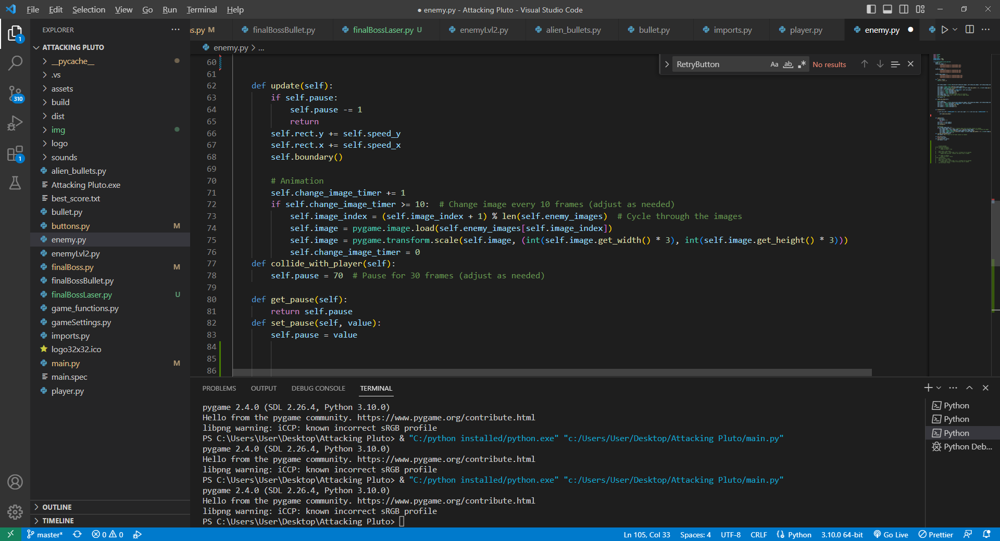 File Edit Selection View Go Run Terminal Help
● enemy.py - Attacking Pluto - Visual Studio Code
EXPLORER
ns.py M finalBossBullet.py finalBossLaser.py U enemyLvl2.py alien_bullets.py bullet.py imports.py player.py enemy.py
ATTACKING PLUTO
__pycache__
.vs
assets
build
dist
img
logo
sounds
alien_bullets.py
Attacking Pluto.exe
best_score.txt
bullet.py
buttons.py M
enemy.py
enemyLvl2.py
finalBoss.py M
finalBossBullet.py
finalBossLaser.py U
game_functions.py
gameSettings.py
imports.py
logo32x32.ico
main.py M
main.spec
player.py
OUTLINE
TIMELINE
1
310
1
enemy.py > ...
RetryButton Aa ab No results
60
61
62 def update(self):
63 if self.pause:
64 self.pause -= 1
65 return
66 self.rect.y += self.speed_y
67 self.rect.x += self.speed_x
68 self.boundary()
69
70 # Animation
71 self.change_image_timer += 1
72 if self.change_image_timer >= 10:  # Change image every 10 frames (adjust as needed)
73 self.image_index = (self.image_index + 1) % len(self.enemy_images)  # Cycle through the images
74 self.image = pygame.image.load(self.enemy_images[self.image_index])
75 self.image = pygame.transform.scale(self.image, (int(self.image.get_width() * 3), int(self.image.get_height() * 3)))
76 self.change_image_timer = 0
77 def collide_with_player(self):
78 self.pause = 70  # Pause for 30 frames (adjust as needed)
79
80 def get_pause(self):
81 return self.pause
82 def set_pause(self, value):
83 self.pause = value
84
85
86
PROBLEMS OUTPUT DEBUG CONSOLE TERMINAL
pygame 2.4.0 (SDL 2.26.4, Python 3.10.0)
Hello from the pygame community. https://www.pygame.org/contribute.html
libpng warning: iCCP: known incorrect sRGB profile
PS C:\Users\User\Desktop\Attacking Pluto> & "C:/python installed/python.exe" "c:/Users/User/Desktop/Attacking Pluto/main.py"
pygame 2.4.0 (SDL 2.26.4, Python 3.10.0)
Hello from the pygame community. https://www.pygame.org/contribute.html
libpng warning: iCCP: known incorrect sRGB profile
PS C:\Users\User\Desktop\Attacking Pluto> & "C:/python installed/python.exe" "c:/Users/User/Desktop/Attacking Pluto/main.py"
pygame 2.4.0 (SDL 2.26.4, Python 3.10.0)
Hello from the pygame community. https://www.pygame.org/contribute.html
libpng warning: iCCP: known incorrect sRGB profile
PS C:\Users\User\Desktop\Attacking Pluto>
Python
Python
Python
Python Deb...
master* 0 0 Ln 105, Col 33 Spaces: 4 UTF-8 CRLF Python 3.10.0 64-bit Go Live Prettier